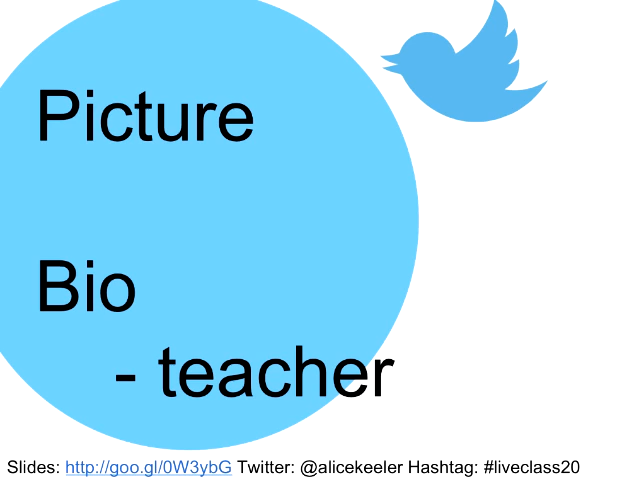 Picture
Bio
- teacher
Slides: http://goo.gl/0W3ybG Twitter: @alicekeeler Hashtag: #liveclass20